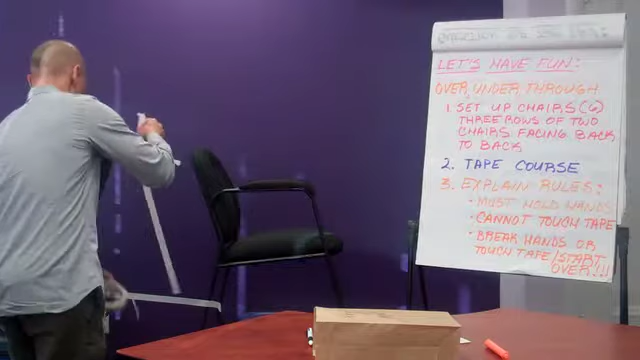 LET'S HAVE FUN:
OVER, UNDER, THROUGH
1. SET UP CHAIRS (6)
THREE ROWS OF TWO
CHAIRS FACING BACK
TO BACK
2. TAPE COURSE
3. EXPLAIN RULES:
• MUST HOLD HANDS
• CANNOT TOUCH TAPE
• BREAK HANDS OR
TOUCH TAPE/START
OVER!!!